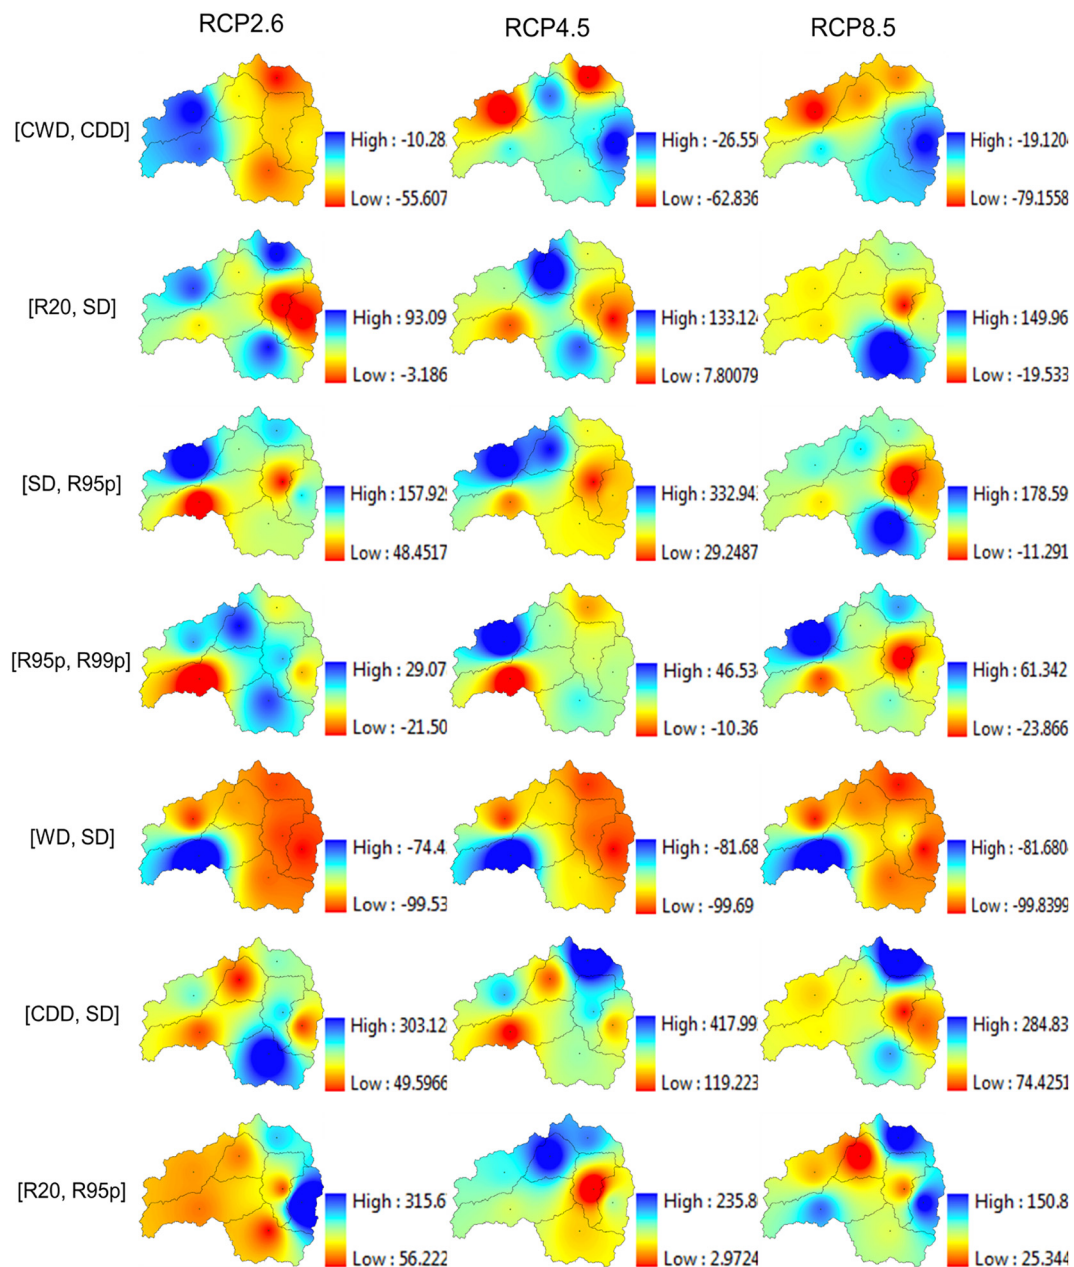 RCP2.6 RCP4.5 RCP8.5
[CWD, CDD]
High : -10.28 High : -26.55 High : -19.120
Low : -55.607 Low : -62.836 Low : -79.1558
[R20, SD]
High : 93.09 High : 133.12 High : 149.96
Low : -3.186 Low : 7.80079 Low : -19.533
[SD, R95p]
High : 157.92 High : 332.94 High : 178.59
Low : 48.4517 Low : 29.2487 Low : -11.291
[R95p, R99p]
High : 29.07 High : 46.53 High : 61.342
Low : -21.50 Low : -10.36 Low : -23.866
[WD, SD]
High : -74.4 High : -81.68 High : -81.680
Low : -99.53 Low : -99.69 Low : -99.8399
[CDD, SD]
High : 303.12 High : 417.99 High : 284.83
Low : 49.5966 Low : 119.223 Low : 74.4251
[R20, R95p]
High : 315.6 High : 235.8 High : 150.8
Low : 56.222 Low : 2.9724 Low : 25.344